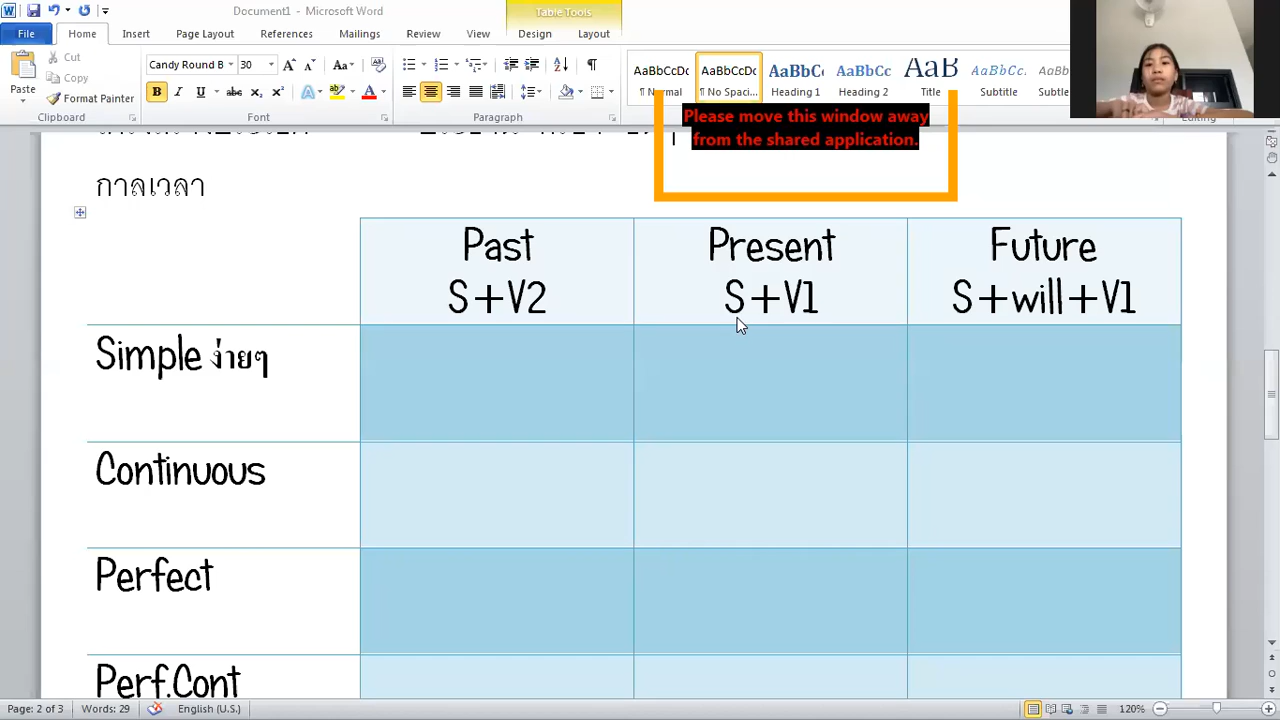 Document1 - Microsoft Word
Table Tools
File
Home
Insert
Page Layout
References
Mailings
Review
View
Design
Layout
Cut
Copy
Format Painter
Paste
Clipboard
Candy Round B
30
Font
Paragraph
AaBbCcDc
¶ Normal
AaBbCcDc
¶ No Spaci...
AaBbC
Heading 1
AaBbCc
Heading 2
AaB
Title
AaBbCc.
Subtitle
AaBbCcD
Subtle
Editing
Please move this window away
from the shared application.
กาลเวลา
Past
S+V2
Present
S+V1
Future
S+will+V1
Simple ง่ายๆ
Continuous
Perfect
Perf.Cont
Page: 2 of 3
Words: 29
English (U.S.)
120%